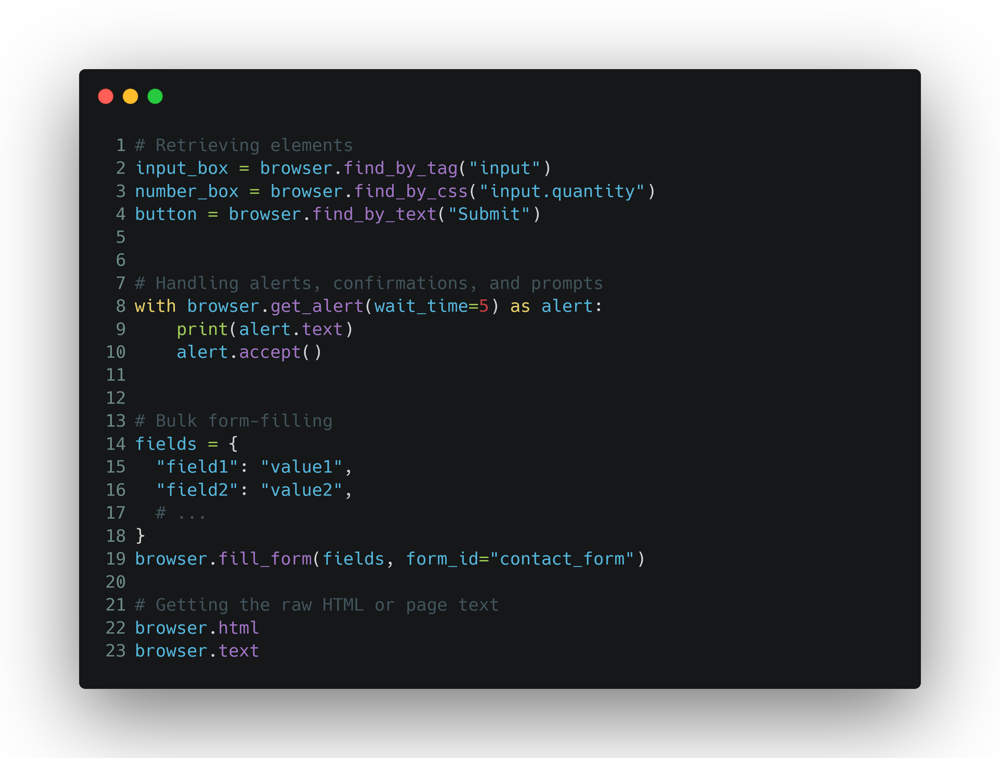 1 # Retrieving elements
2 input_box = browser.find_by_tag("input")
3 number_box = browser.find_by_css("input.quantity")
4 button = browser.find_by_text("Submit")
5
6
7 # Handling alerts, confirmations, and prompts
8 with browser.get_alert(wait_time=5) as alert:
9     print(alert.text)
10     alert.accept()
11
12
13 # Bulk form-filling
14 fields = {
15   "field1": "value1",
16   "field2": "value2",
17   # ...
18 }
19 browser.fill_form(fields, form_id="contact_form")
20
21 # Getting the raw HTML or page text
22 browser.html
23 browser.text